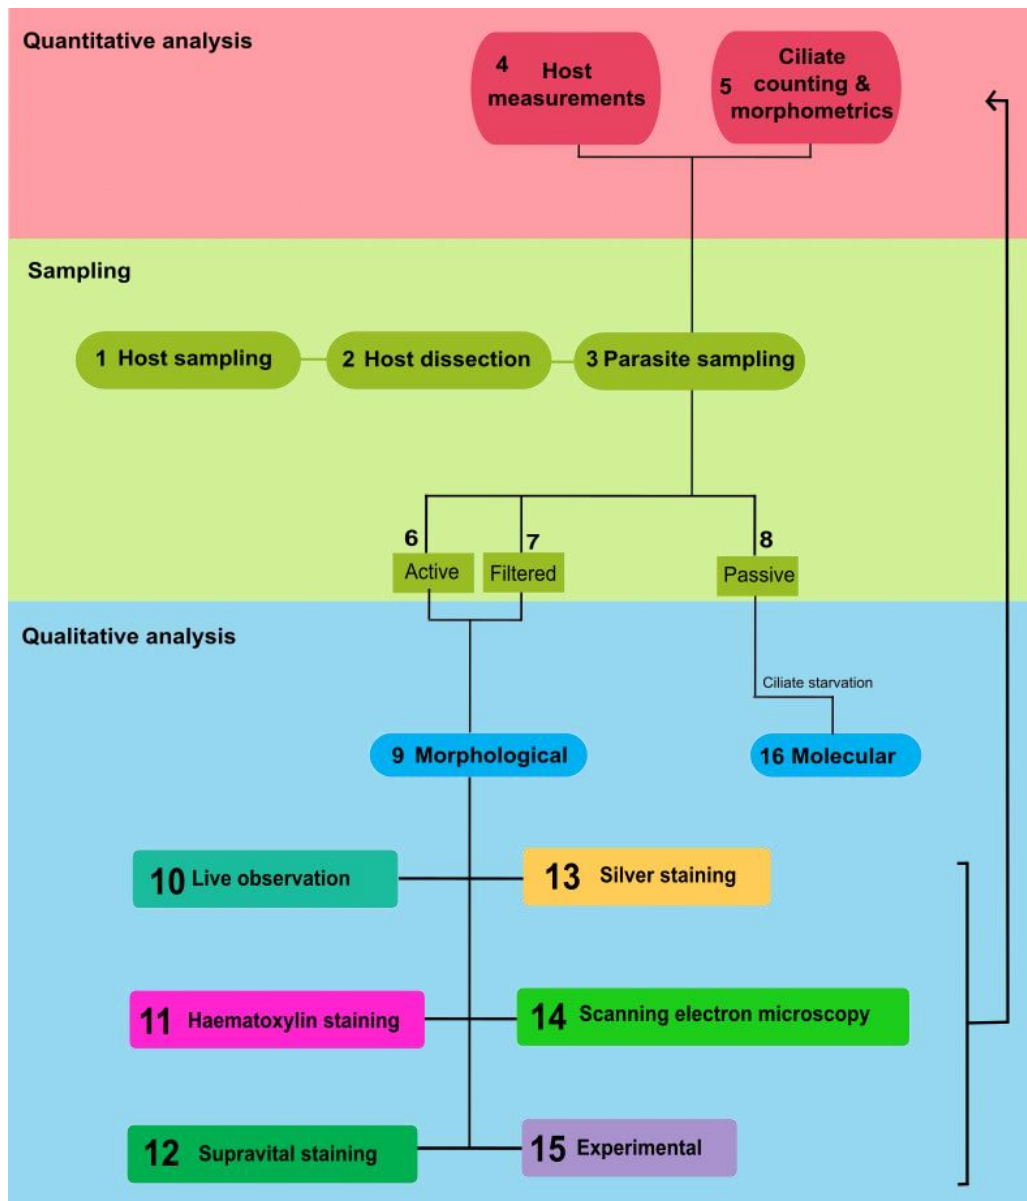 Quantitative analysis
4 Host
measurements
Ciliate
5 counting &
morphometrics
Sampling
1 Host sampling
2 Host dissection
3 Parasite sampling
6
Active
7
Filtered
8
Passive
Qualitative analysis
Ciliate starvation
9 Morphological
16 Molecular
10 Live observation
13 Silver staining
11 Haematoxylin staining
14 Scanning electron microscopy
12 Supravital staining
15 Experimental